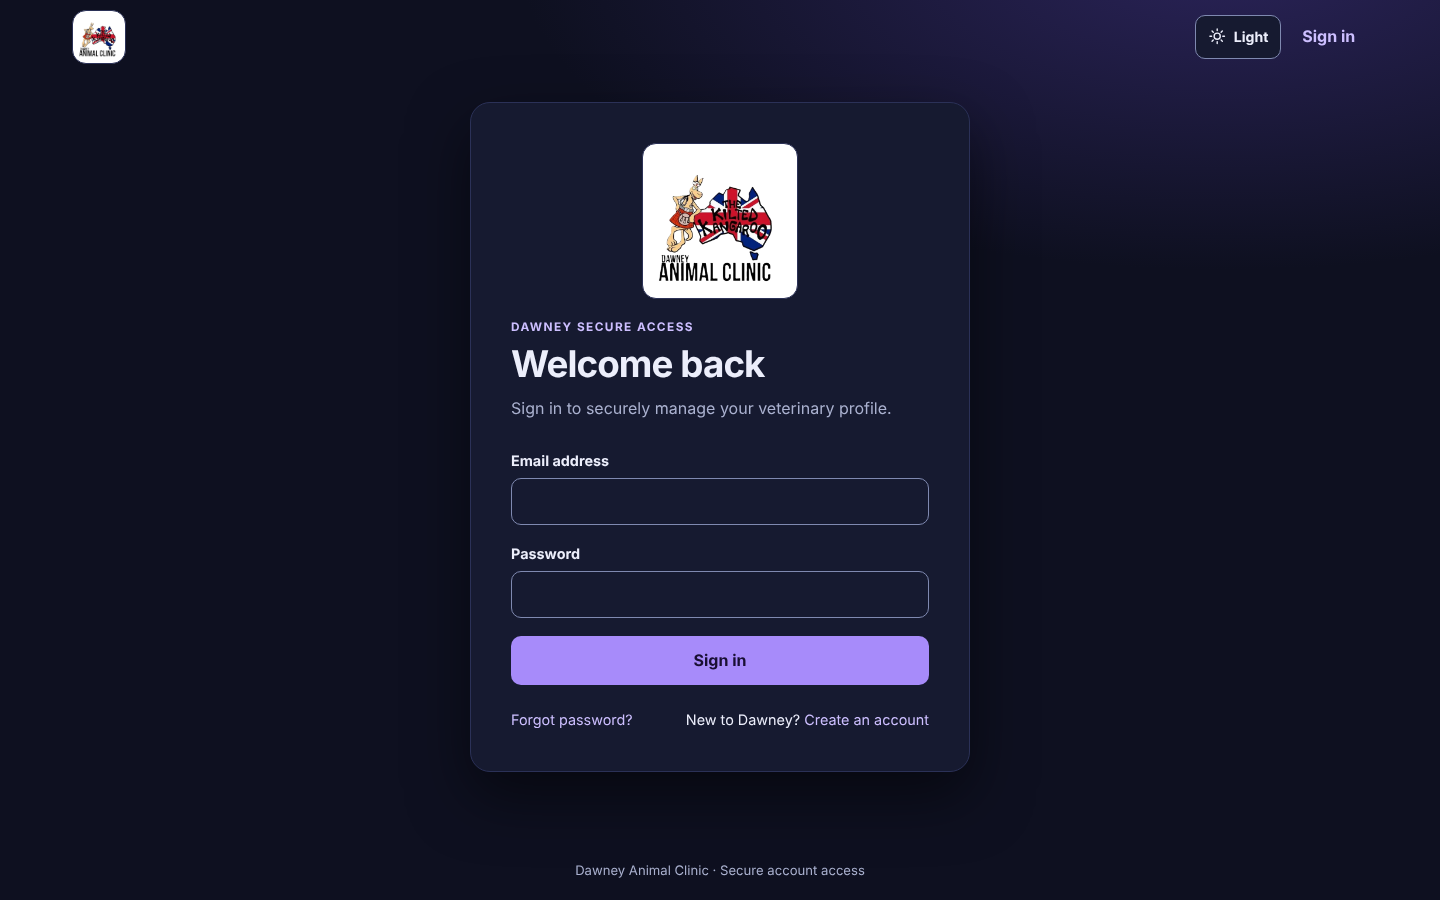 ANIMAL CLINIC
Light
Sign in
THE
KILTED
KANGAROO
DAWNEY
ANIMAL CLINIC
DAWNEY SECURE ACCESS
Welcome back
Sign in to securely manage your veterinary profile.
Email address
Password
Sign in
Forgot password?
New to Dawney? Create an account
Dawney Animal Clinic · Secure account access